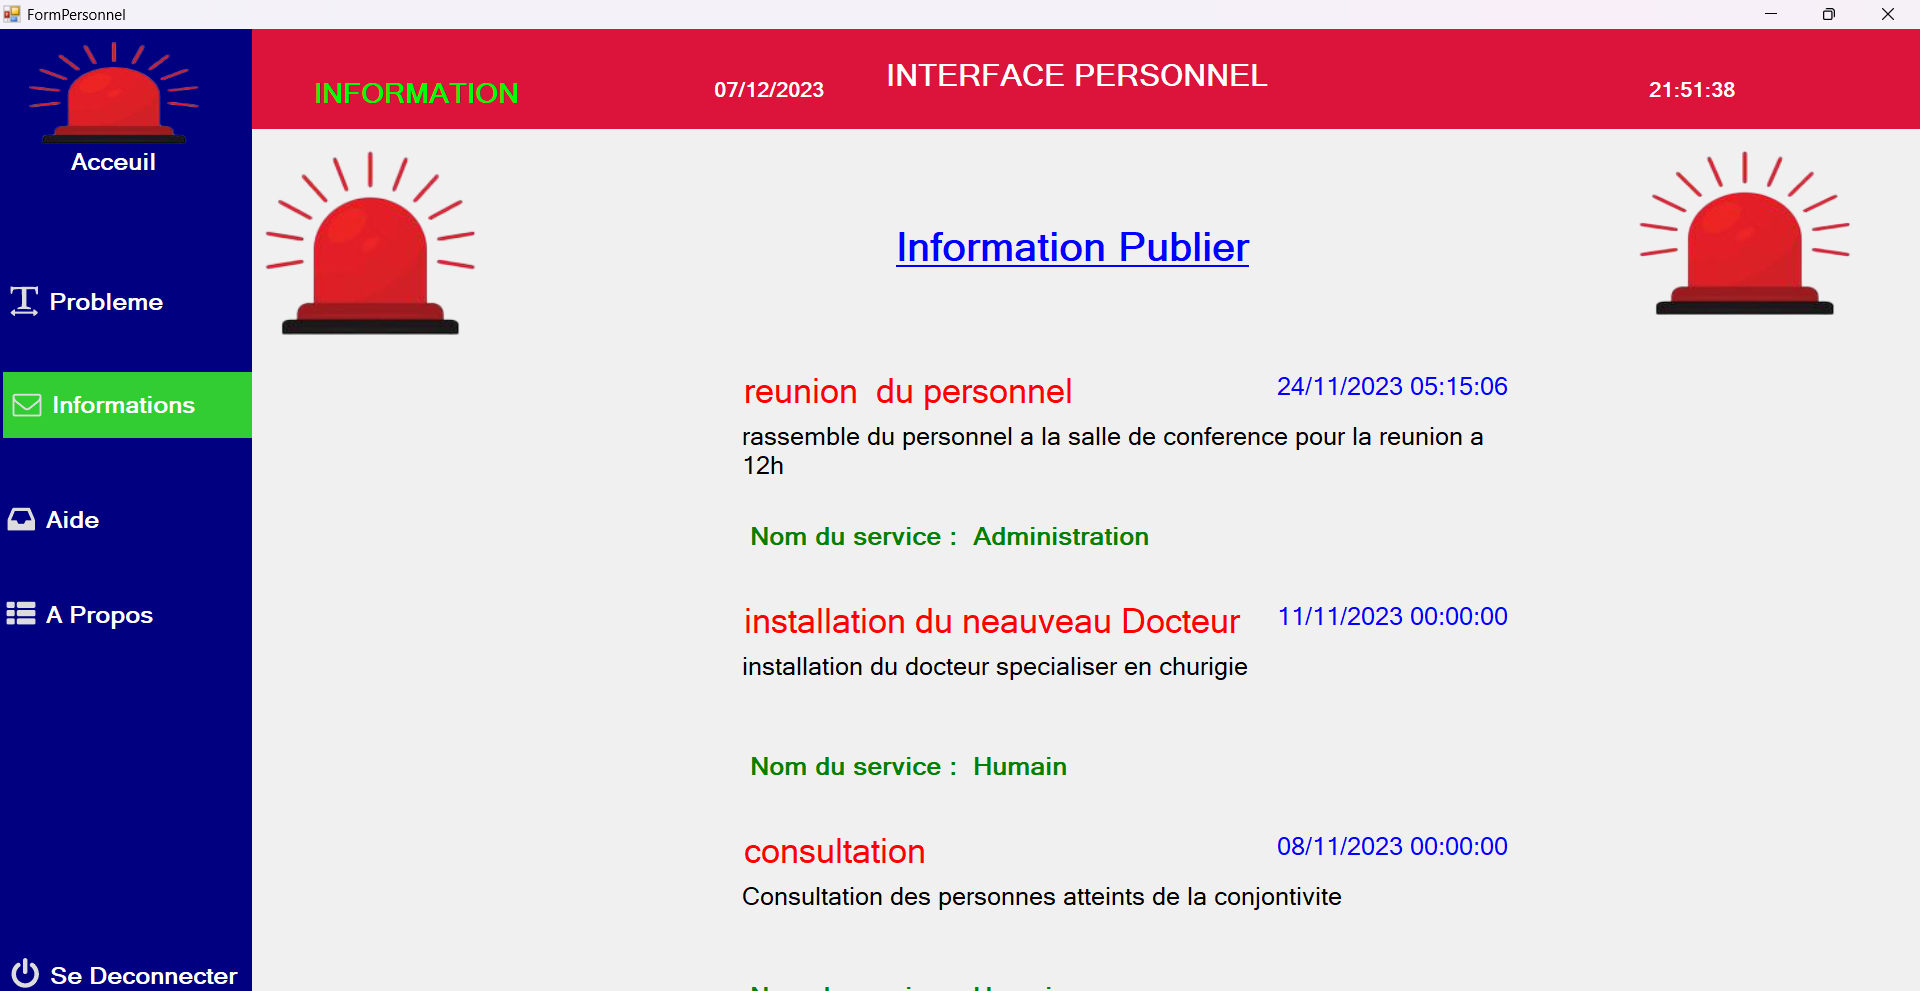 FormPersonnel
INFORMATION
07/12/2023
INTERFACE PERSONNEL
21:51:38
Acceuil
Probleme
Informations
Aide
A Propos
Se Deconnecter
Information Publier
reunion  du personnel
24/11/2023 05:15:06
rassemble du personnel a la salle de conference pour la reunion a
12h
Nom du service :  Administration
installation du neauveau Docteur
11/11/2023 00:00:00
installation du docteur specialiser en churigie
Nom du service :  Humain
consultation
08/11/2023 00:00:00
Consultation des personnes atteints de la conjontivite